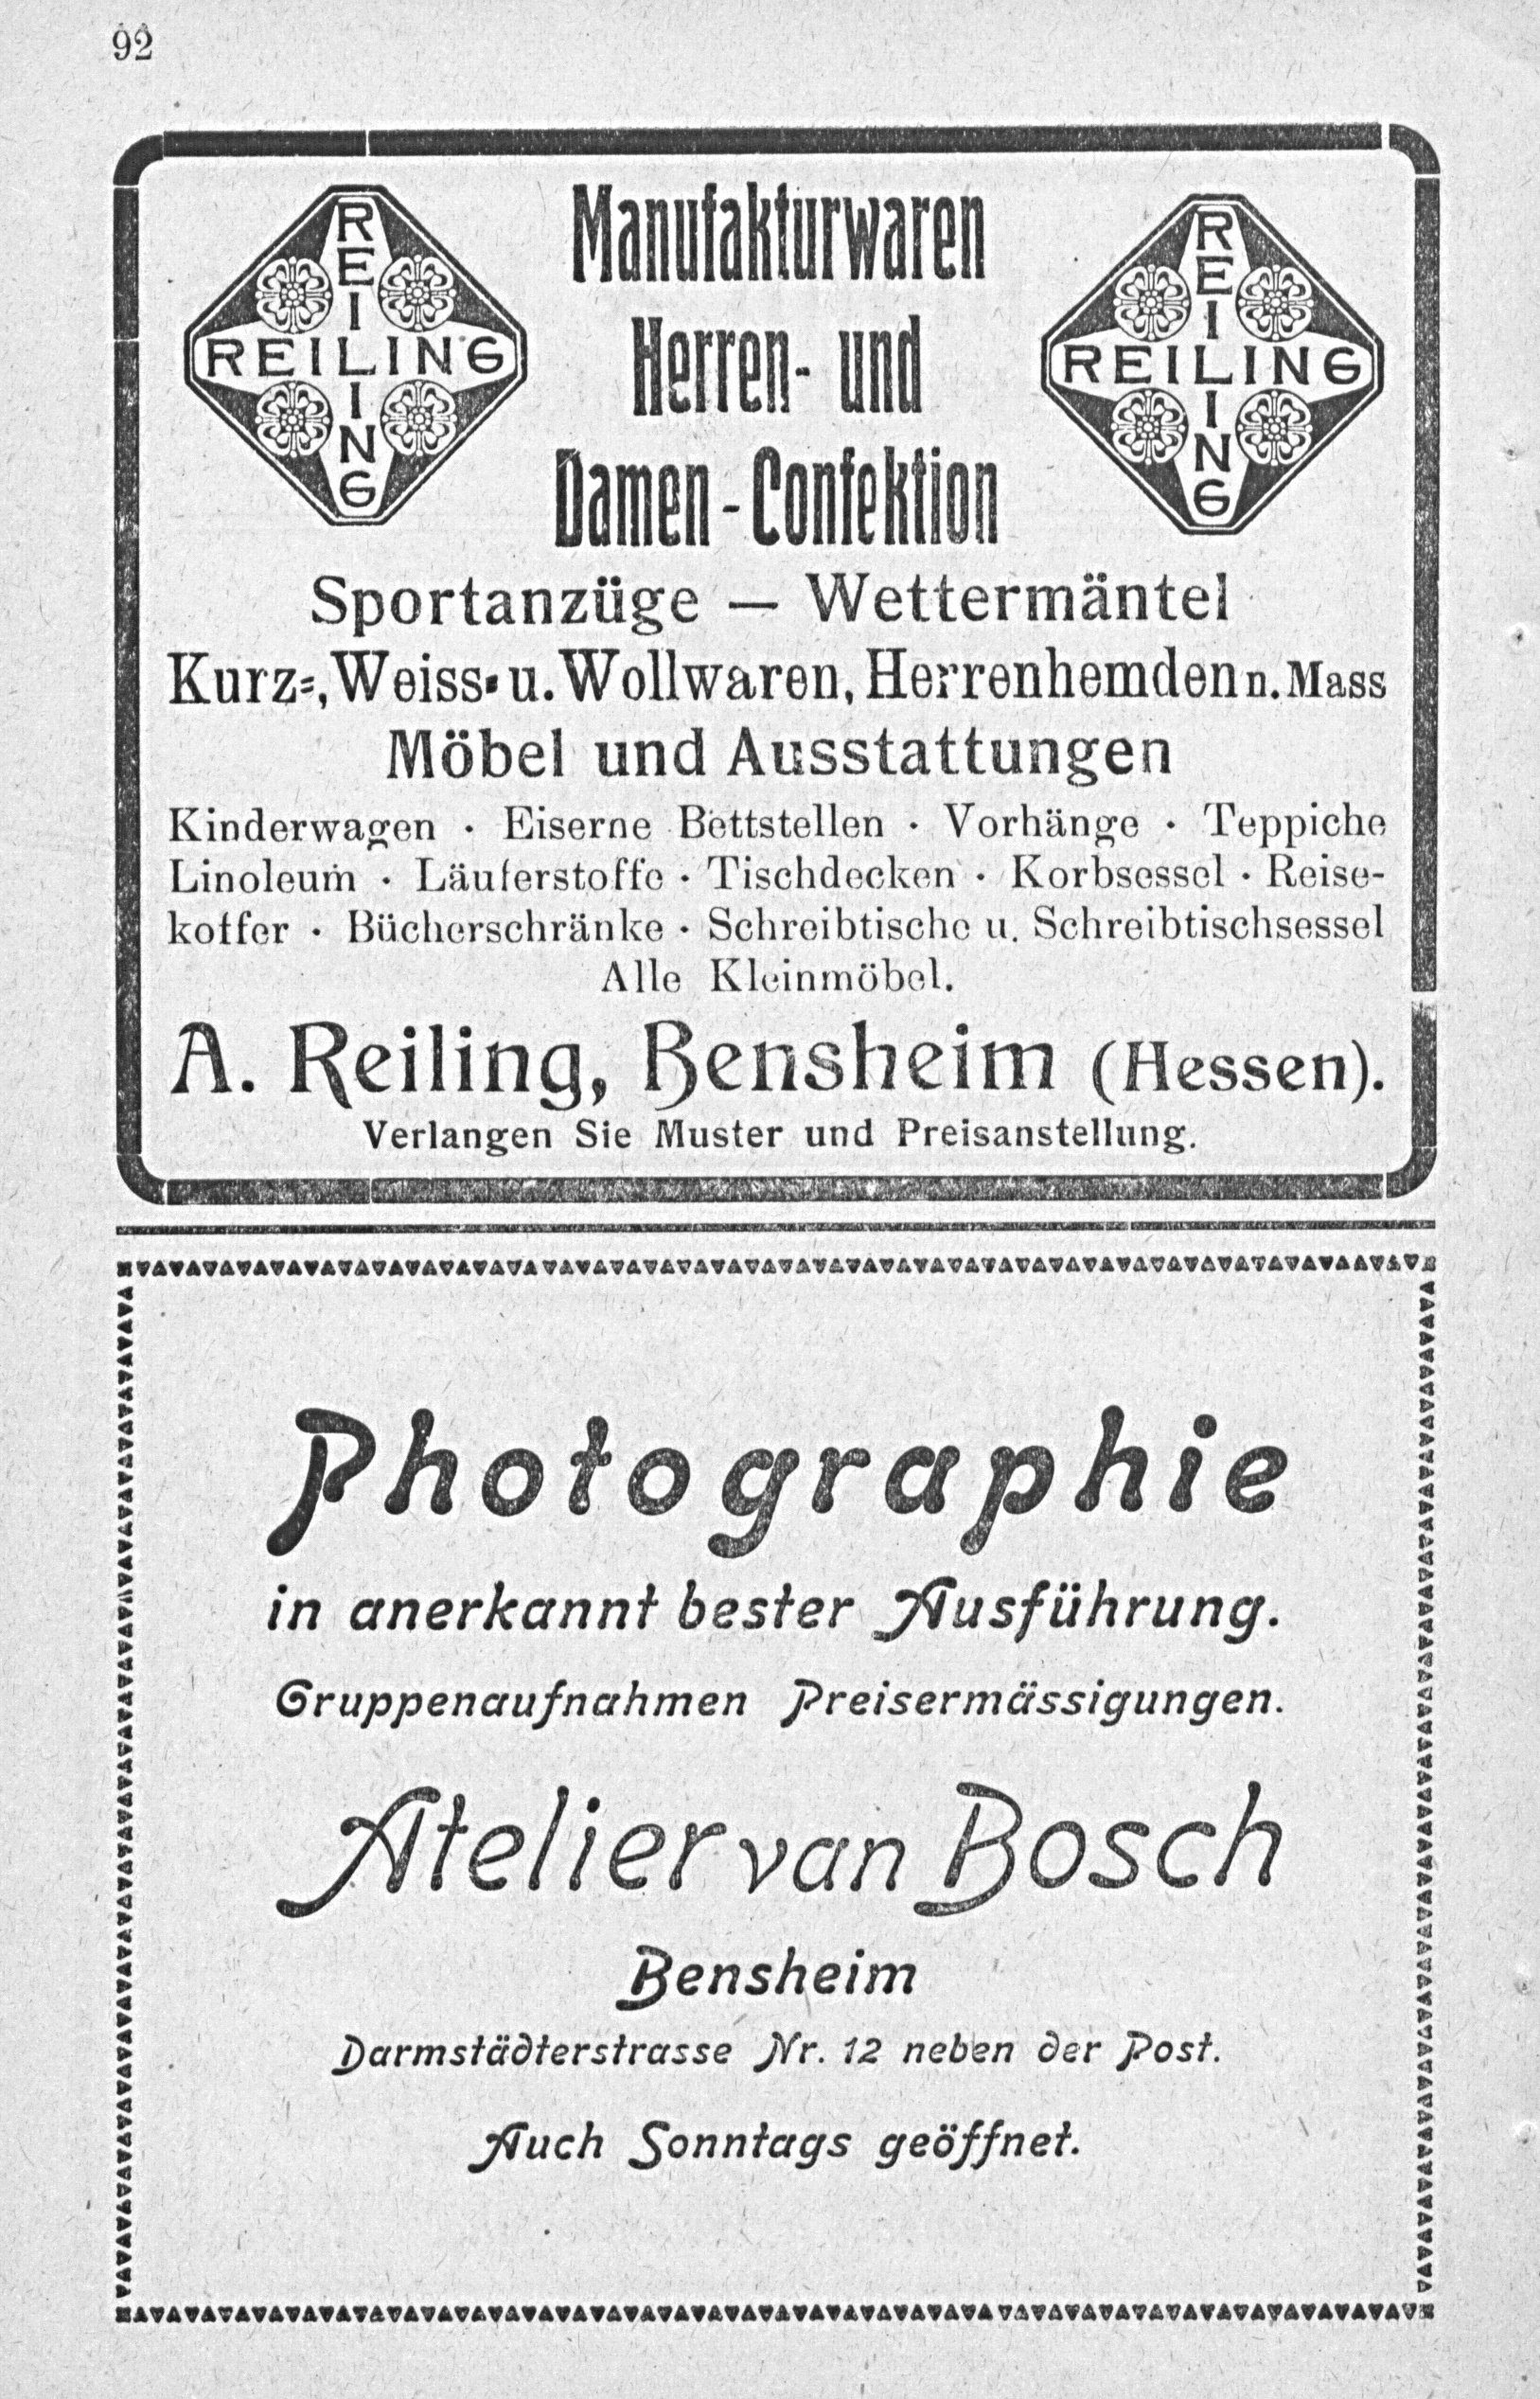 92
REILING
REILING
Manufakturwaren
Herren- und
Damen-Confektion
REILING
REILING
Sportanzüge — Wettermäntel
Kurz-, Weiss- u. Wollwaren, Herrenhemden n. Mass
Möbel und Ausstattungen
Kinderwagen · Eiserne Bettstellen · Vorhänge · Teppiche
Linoleum · Läuferstoffe · Tischdecken · Korbsessel · Reise-
koffer · Bücherschränke · Schreibtische u. Schreibtischsessel
Alle Kleinmöbel.
A. Reiling, Bensheim (Hessen).
Verlangen Sie Muster und Preisanstellung.
Photographie
in anerkannt bester Ausführung.
Gruppenaufnahmen Preisermässigungen.
Atelier van Bosch
Bensheim
Darmstädterstrasse Nr. 12 neben der Post.
Auch Sonntags geöffnet.